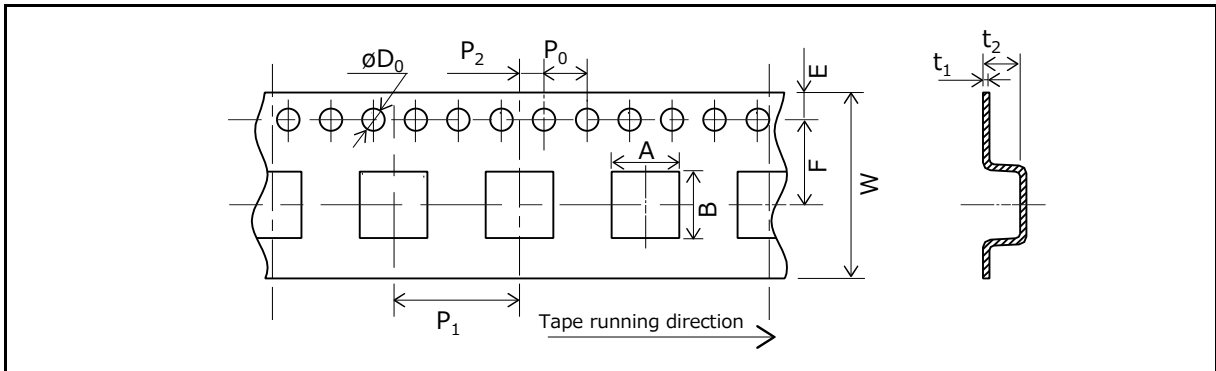 øD₀
P₂
P₀
E
t₂
t₁
A
F
W
B
P₁
Tape running direction